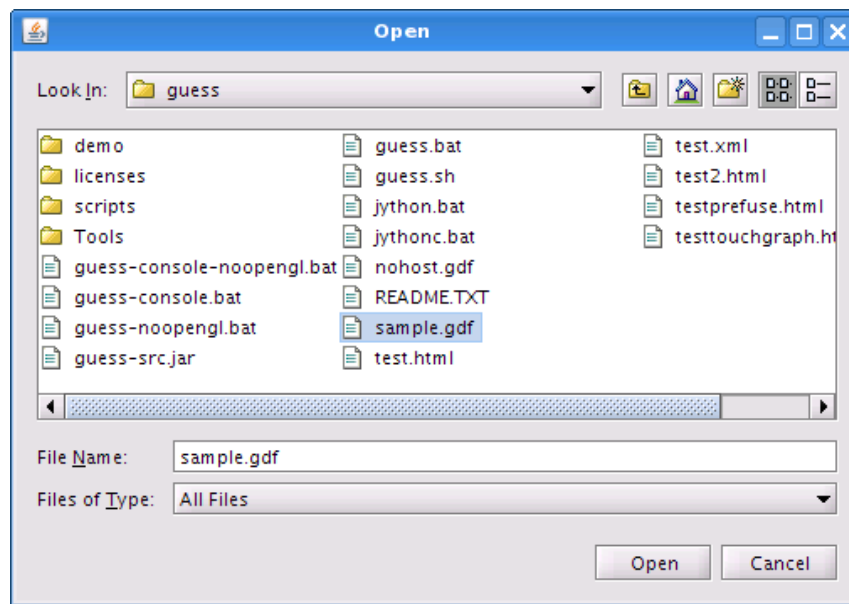 Open
Look In: guess
demo guess.bat test.xml
licenses guess.sh test2.html
scripts jython.bat testprefuse.html
Tools jythonc.bat testtouchgraph.ht
guess-console-noopengl.bat nohost.gdf
guess-console.bat README.TXT
guess-noopengl.bat sample.gdf
guess-src.jar test.html
File Name: sample.gdf
Files of Type: All Files
Open Cancel